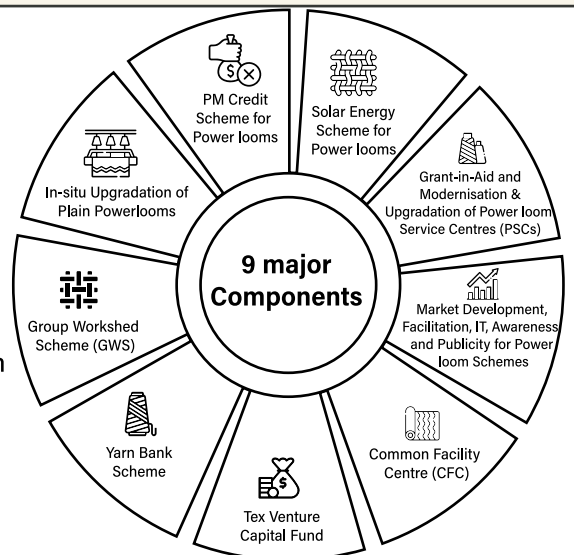 9 major
Components
PM Credit
Scheme for
Power looms
Solar Energy
Scheme for
Power looms
Grant-in-Aid and
Modernisation &
Upgradation of Power loom
Service Centres (PSCs)
Market Development,
Facilitation, IT, Awareness
and Publicity for Power
loom Schemes
Common Facility
Centre (CFC)
Tex Venture
Capital Fund
Yarn Bank
Scheme
Group Workshed
Scheme (GWS)
In-situ Upgradation of
Plain Powerlooms